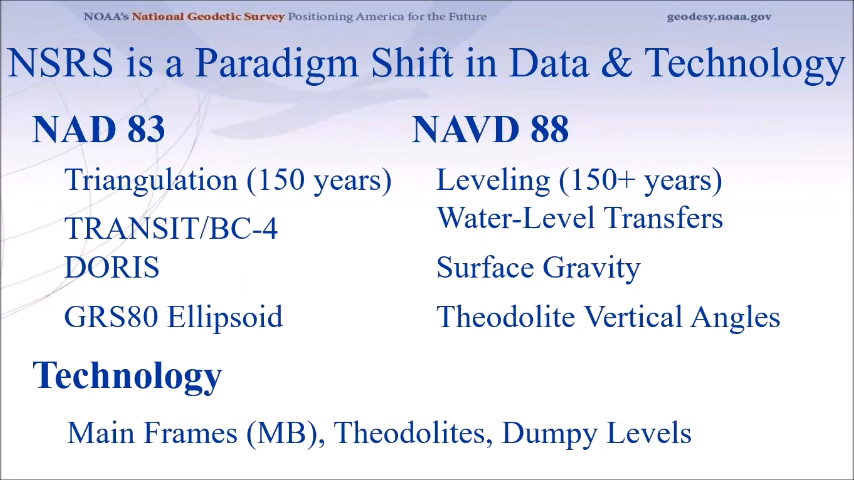 NOAA's National Geodetic Survey Positioning America for the Future
geodesy.noaa.gov
NSRS is a Paradigm Shift in Data & Technology
NAD 83
Triangulation (150 years)
TRANSIT/BC-4
DORIS
GRS80 Ellipsoid
NAVD 88
Leveling (150+ years)
Water-Level Transfers
Surface Gravity
Theodolite Vertical Angles
Technology
Main Frames (MB), Theodolites, Dumpy Levels